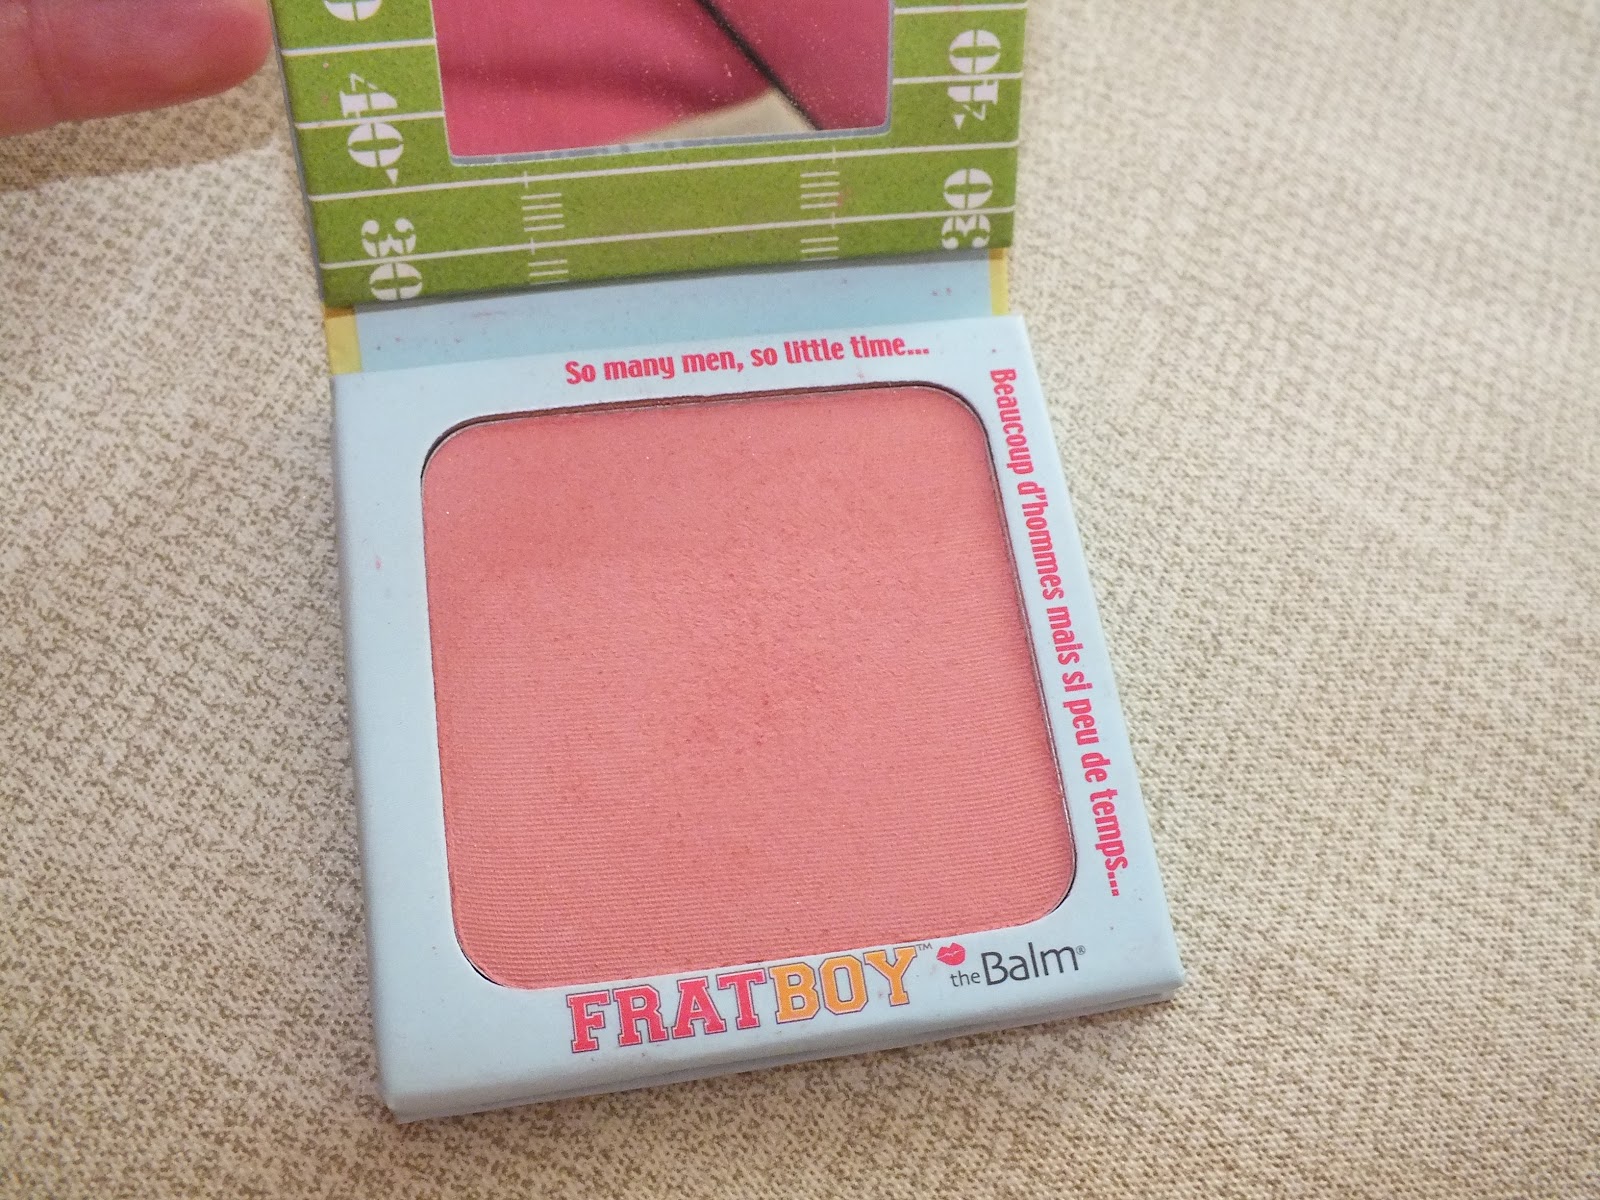 40
40
30
30
So many men, so little time...
Beaucoup d'hommes mais si peu de temps...
FRATBOY™
theBalm®